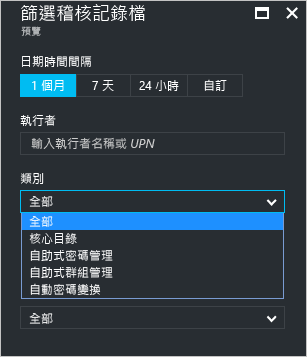 篩選稽核記錄檔
預覽
日期時間間隔
1 個月 7 天 24 小時 自訂
執行者
輸入執行者名稱或 UPN
類別
全部
全部
核心目錄
自助式密碼管理
自助式群組管理
自動密碼變換
全部